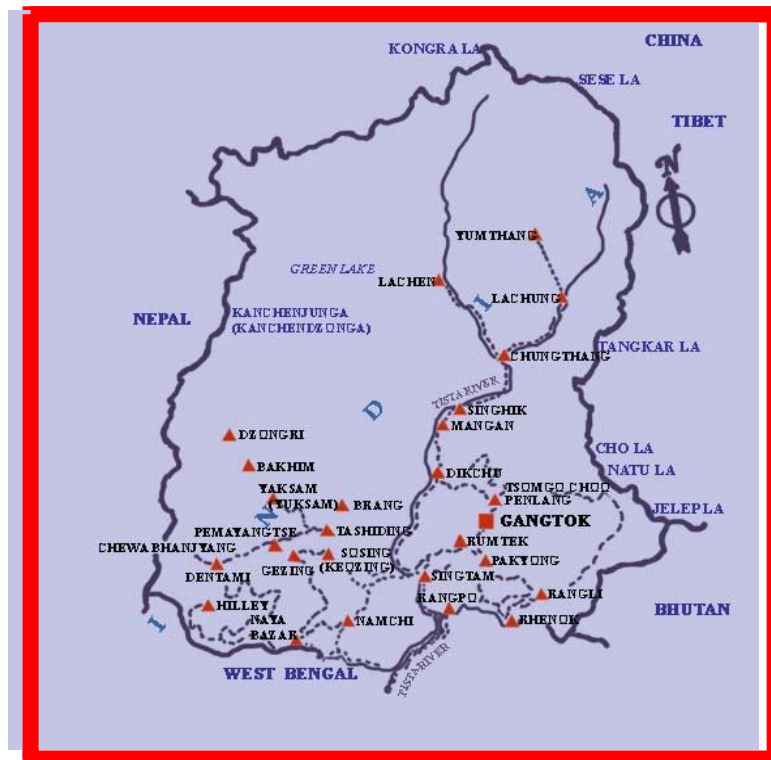 CHINA
KONGRA LA
SESE LA
TIBET
N
A
YUMTHANG
GREEN LAKE
LACHEN
LACHUNG
I
KANCHENJUNGA
(KANCHENDZONGA)
NEPAL
TANGKAR LA
CHUNGTHANG
TISTA RIVER
D
SINGHIK
MANGAN
DZONGRI
CHO LA
BAKHIM
NATU LA
DIKCHU
YAKSAM
(YUKSAM)
TSOMGO CHOO
PENLANG
BRANG
JELEP LA
N
GANGTOK
PEMAYANGTSE
TASHIDING
RUMTEK
CHEWA BHANJYANG
SOSING
(KEOZING)
GEZING
PAKYONG
DENTAMI
SINGTAM
RANGPO
RANGLI
HILLEY
BHUTAN
NAYA
BAZAR
NAMCHI
RHENOK
I
WEST BENGAL
TISTA RIVER